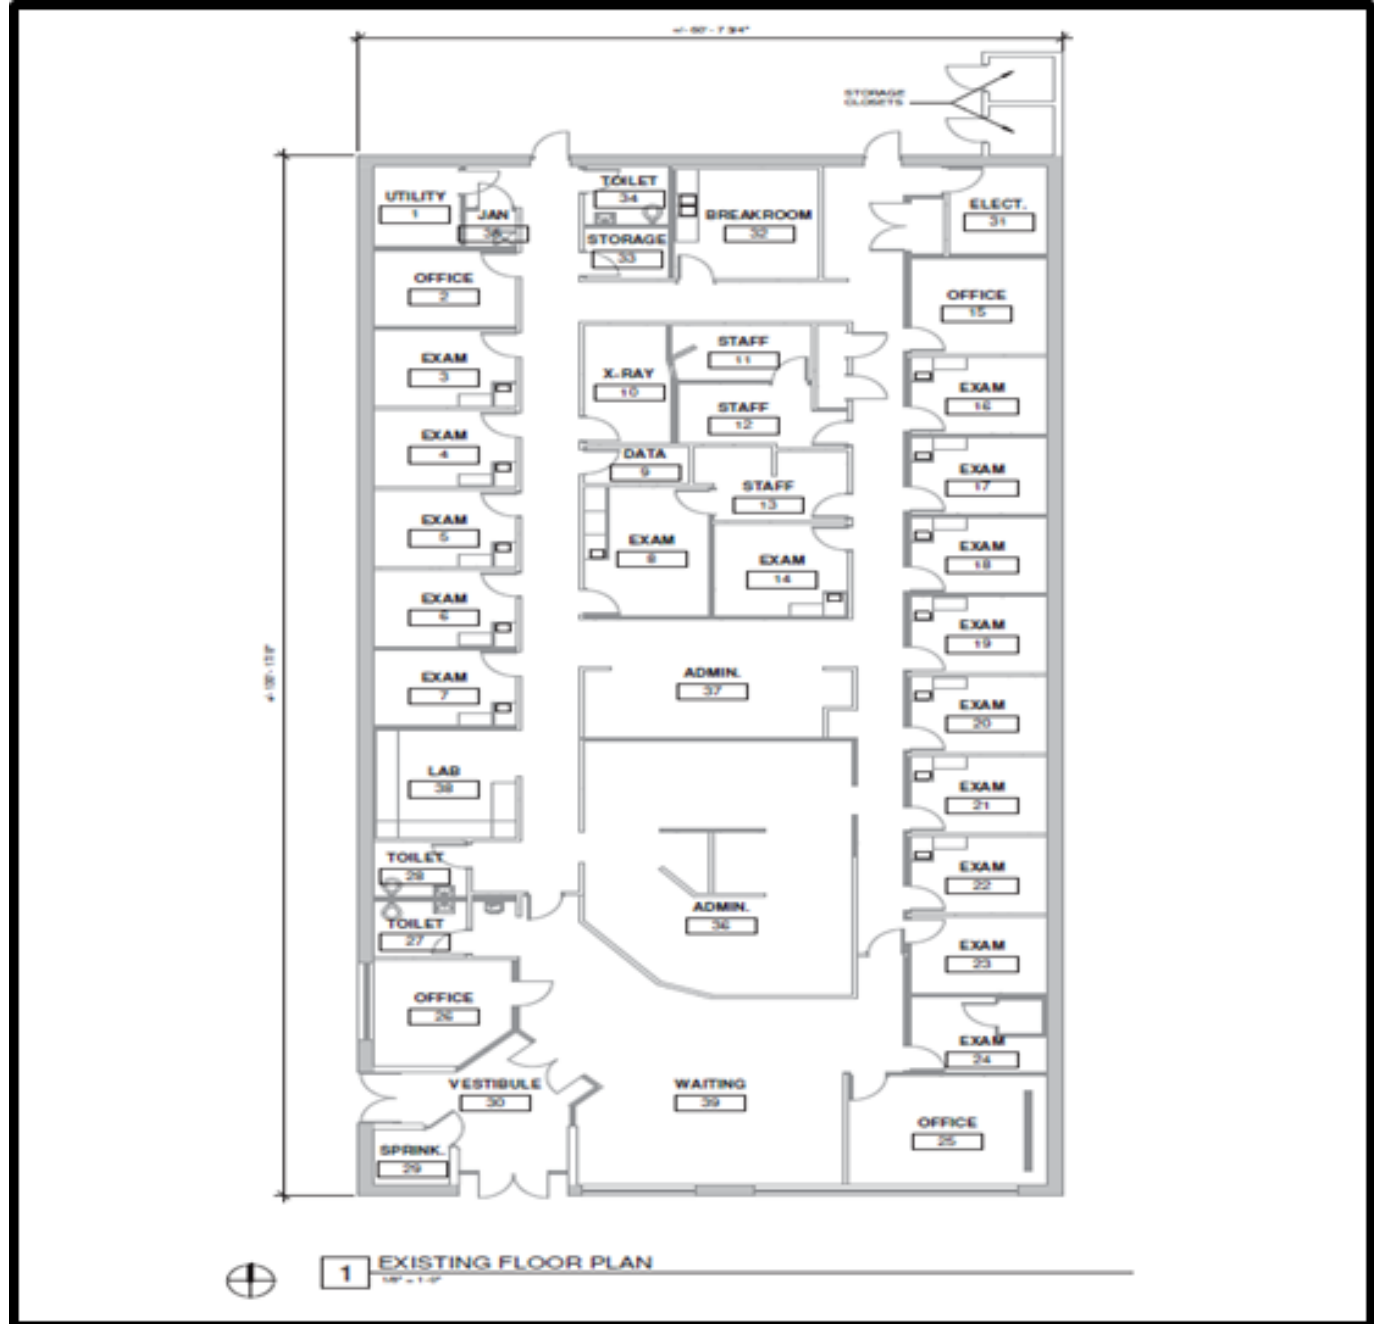 STORAGE
CLOSETS
UTILITY
1
JAN
TOILET
34
BREAKROOM
32
ELECT.
31
STORAGE
33
OFFICE
2
OFFICE
15
EXAM
3
X-RAY
10
STAFF
11
EXAM
16
STAFF
12
EXAM
4
DATA
9
EXAM
17
STAFF
13
EXAM
5
EXAM
8
EXAM
14
EXAM
18
EXAM
6
EXAM
19
EXAM
7
ADMIN.
37
EXAM
20
LAB
38
EXAM
21
TOILET
28
EXAM
22
ADMIN.
36
TOILET
27
EXAM
23
OFFICE
26
EXAM
24
VESTIBULE
30
WAITING
39
OFFICE
25
SPRINK.
29
1
EXISTING FLOOR PLAN